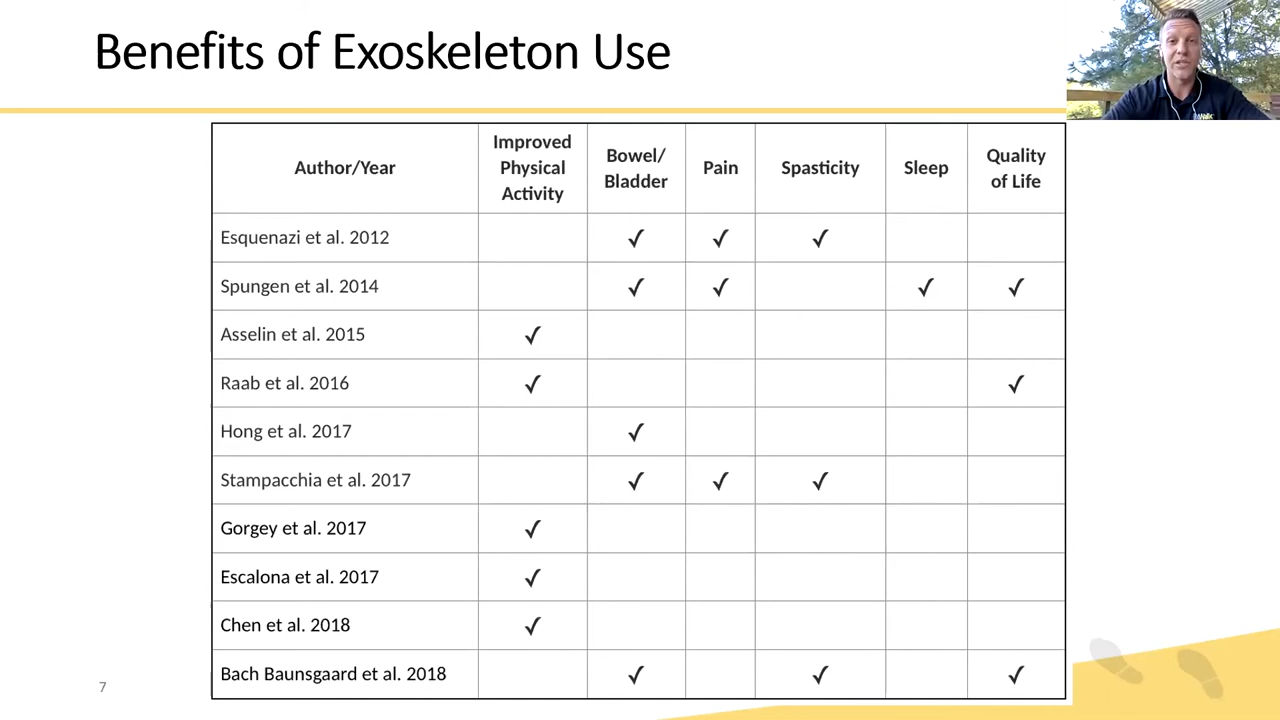 Benefits of Exoskeleton Use
Author/Year
Improved
Physical
Activity
Bowel/
Bladder
Pain
Spasticity
Sleep
Quality
of Life
Esquenazi et al. 2012 ✓ ✓ ✓
Spungen et al. 2014 ✓ ✓ ✓ ✓
Asselin et al. 2015 ✓
Raab et al. 2016 ✓ ✓
Hong et al. 2017 ✓
Stampacchia et al. 2017 ✓ ✓ ✓
Gorgey et al. 2017 ✓
Escalona et al. 2017 ✓
Chen et al. 2018 ✓
Bach Baunsgaard et al. 2018 ✓ ✓ ✓
7